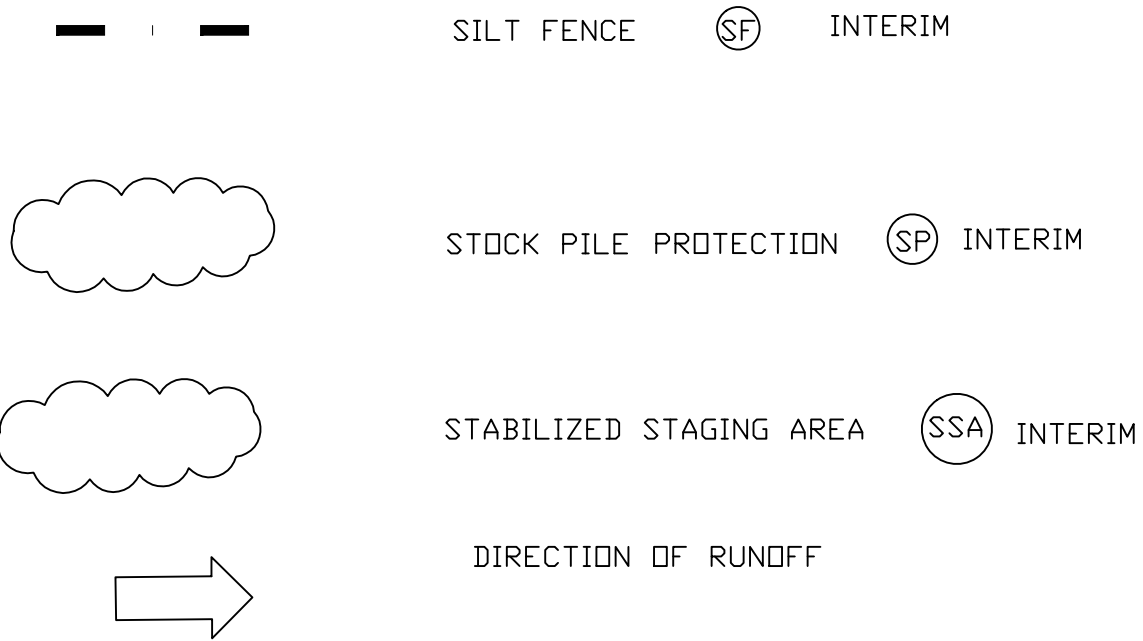 SILT FENCE SF INTERIM
STOCK PILE PROTECTION SP INTERIM
STABILIZED STAGING AREA SSA INTERIM
DIRECTION OF RUNOFF